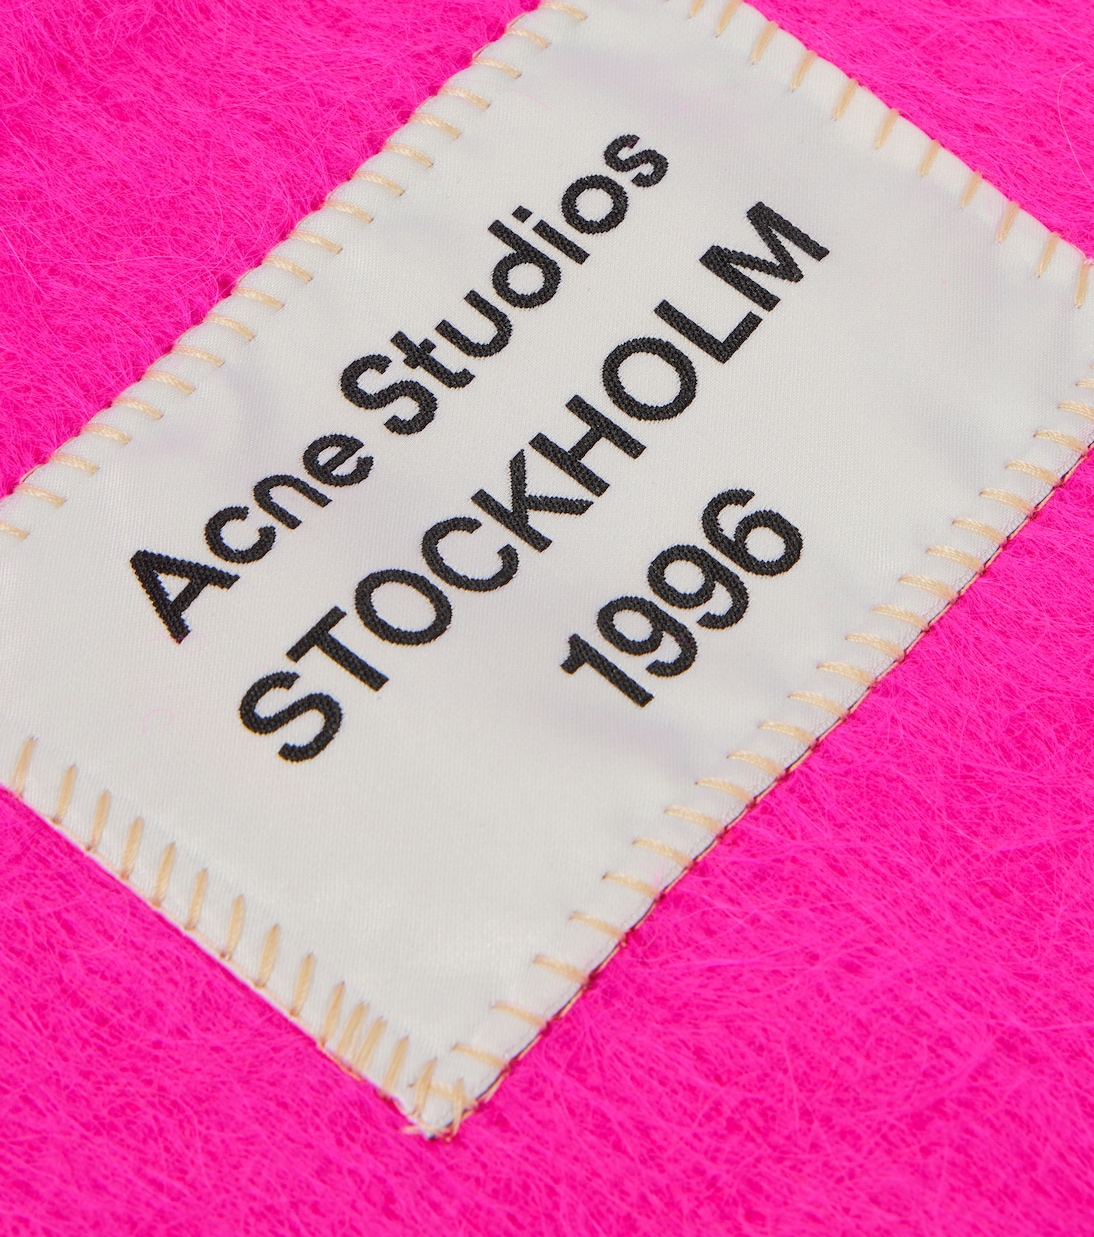 Acne Studios
STOCKHOLM
1996